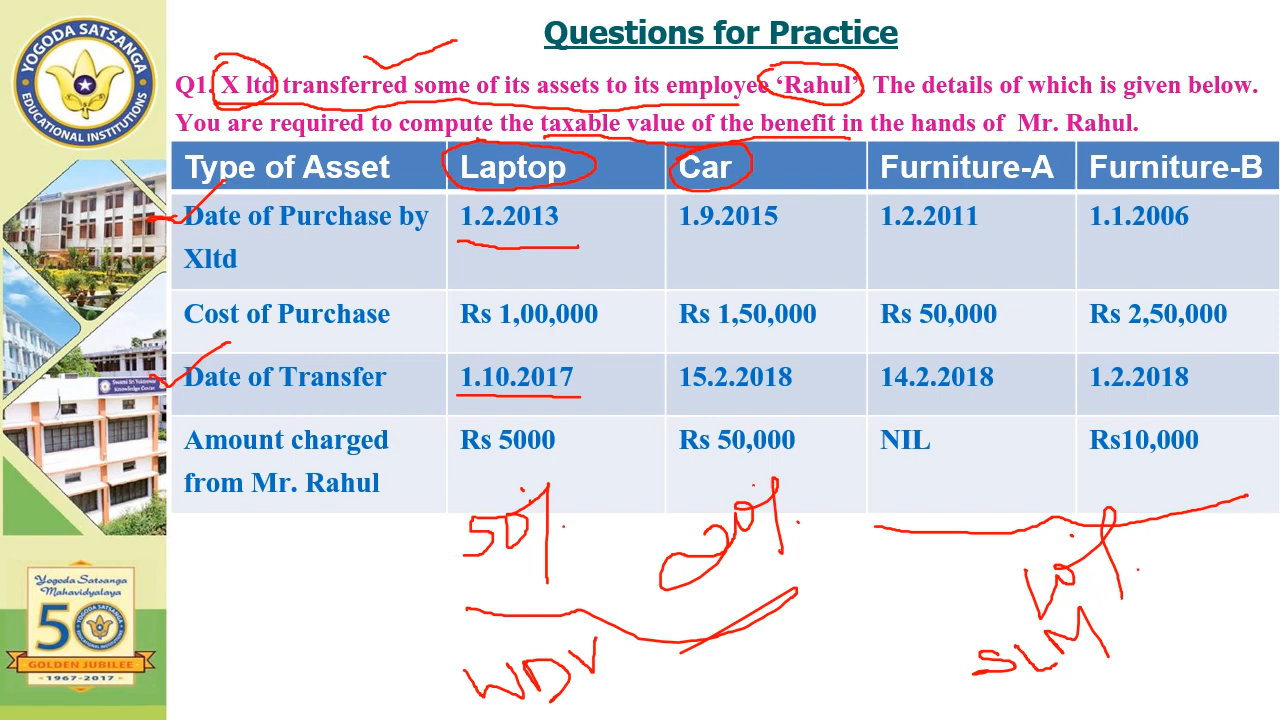 Questions for Practice
Q1. X ltd transferred some of its assets to its employee 'Rahul'. The details of which is given below.
You are required to compute the taxable value of the benefit in the hands of Mr. Rahul.
Type of Asset Laptop Car Furniture-A Furniture-B
Date of Purchase by Xltd 1.2.2013 1.9.2015 1.2.2011 1.1.2006
Cost of Purchase Rs 1,00,000 Rs 1,50,000 Rs 50,000 Rs 2,50,000
Date of Transfer 1.10.2017 15.2.2018 14.2.2018 1.2.2018
Amount charged from Mr. Rahul Rs 5000 Rs 50,000 NIL Rs10,000
50% 20% 10%
WDV SLM
YOGODA SATSANGA
EDUCATIONAL INSTITUTIONS
Swami Sri Yukteswar
Knowledge Centre
Yogoda Satsanga
Mahavidyalaya
50
GOLDEN JUBILEE
1967-2017